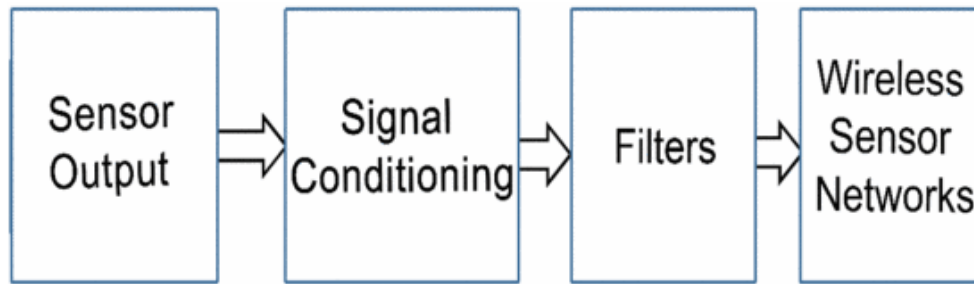 Sensor
Output
Signal
Conditioning
Filters
Wireless
Sensor
Networks